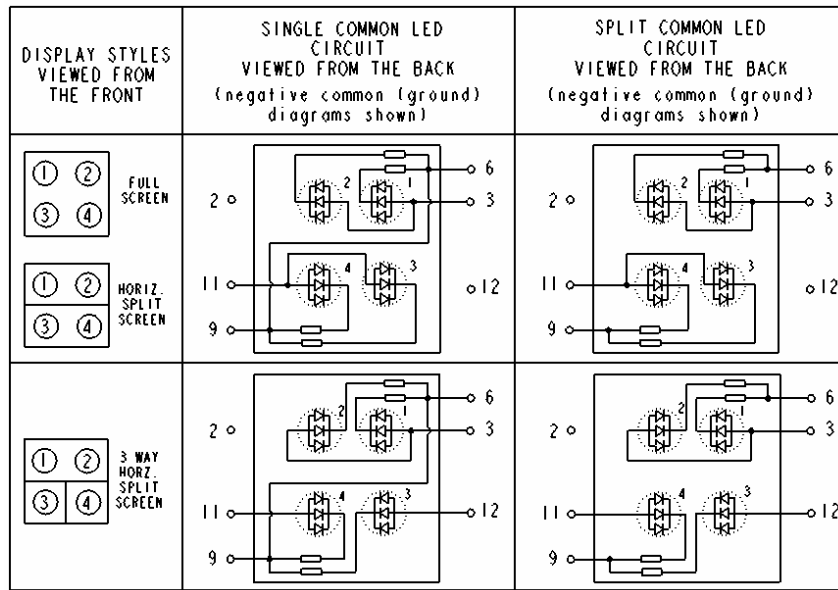 DISPLAY STYLES
VIEWED FROM
THE FRONT
SINGLE COMMON LED
CIRCUIT
VIEWED FROM THE BACK
(negative common (ground)
diagrams shown)
SPLIT COMMON LED
CIRCUIT
VIEWED FROM THE BACK
(negative common (ground)
diagrams shown)
1 2
3 4
FULL
SCREEN
1 2
3 4
HORIZ.
SPLIT
SCREEN
6
2 1
2 3
4 3
11 12
9
6
2 1
2 3
4 3
11 12
9
1 2
3 4
3 WAY
HORZ.
SPLIT
SCREEN
6
2 1
2 3
4 3
11 12
9
6
2 1
2 3
4 3
11 12
9